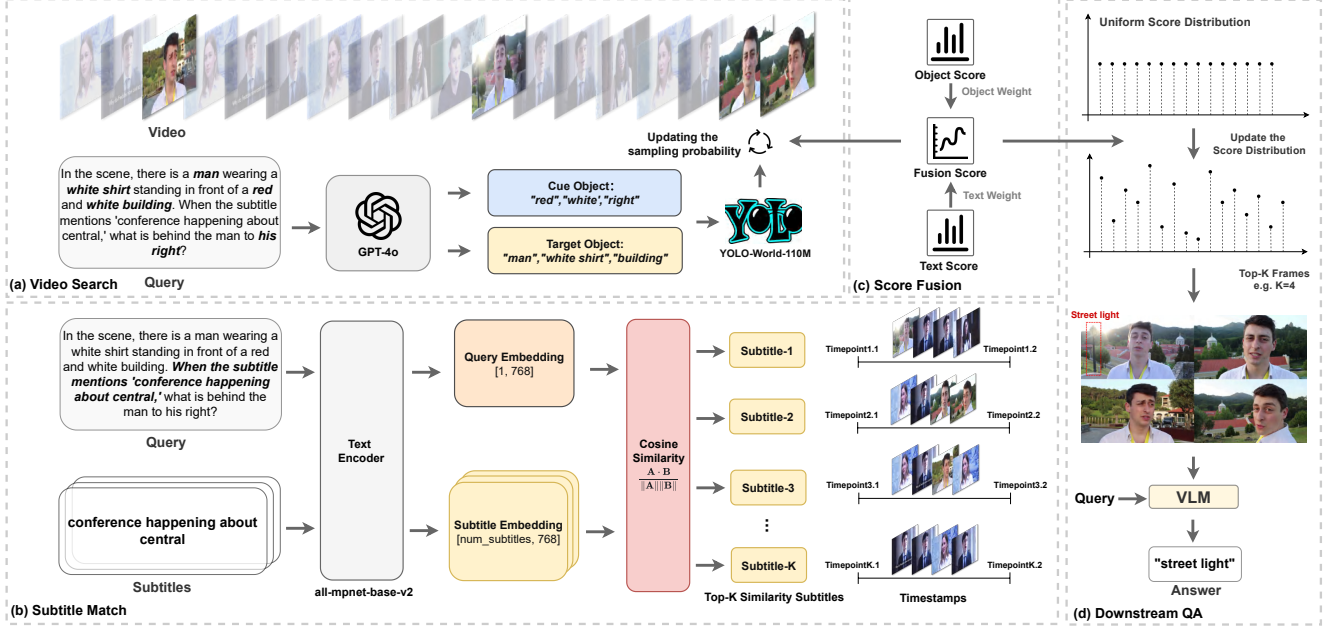 Video
In the scene, there is a man wearing a
white shirt standing in front of a red
and white building. When the subtitle
mentions 'conference happening about
central,' what is behind the man to his
right?
Query
GPT-4o
Cue Object:
"red","white',"right"
Target Object:
"man","white shirt","building"
Updating the
sampling probability
YOLO
YOLO-World-110M
(a) Video Search
Object Score
Object Weight
Fusion Score
Text Weight
Text Score
(c) Score Fusion
Uniform Score Distribution
Update the
Score Distribution
Top-K Frames
e.g. K=4
Street light
Query
VLM
"street light"
Answer
(d) Downstream QA
In the scene, there is a man wearing a
white shirt standing in front of a red
and white building. When the subtitle
mentions 'conference happening
about central,' what is behind the
man to his right?
Query
conference happening about
central
Subtitles
Text
Encoder
all-mpnet-base-v2
Query Embedding
[1, 768]
Subtitle Embedding
[num_subtitles, 768]
Cosine
Similarity
A · B
‖A‖‖B‖
Subtitle-1
Subtitle-2
Subtitle-3
Subtitle-K
Top-K Similarity Subtitles
Timepoint1.1
Timepoint1.2
Timepoint2.1
Timepoint2.2
Timepoint3.1
Timepoint3.2
TimepointK.1
TimepointK.2
Timestamps
(b) Subtitle Match